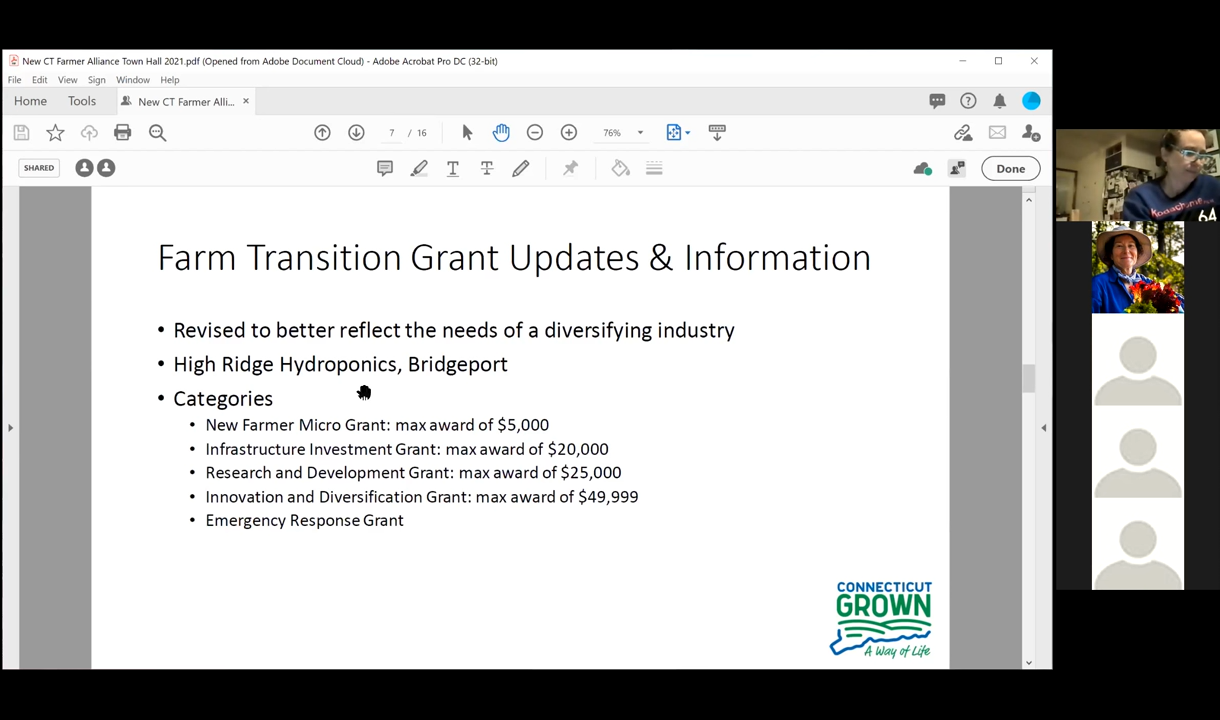 New CT Farmer Alliance Town Hall 2021.pdf (Opened from Adobe Document Cloud) - Adobe Acrobat Pro DC (32-bit)
File Edit View Sign Window Help
Home Tools New CT Farmer Alli... ×
7 / 16 76%
SHARED Done
Farm Transition Grant Updates & Information
• Revised to better reflect the needs of a diversifying industry
• High Ridge Hydroponics, Bridgeport
• Categories
• New Farmer Micro Grant: max award of $5,000
• Infrastructure Investment Grant: max award of $20,000
• Research and Development Grant: max award of $25,000
• Innovation and Diversification Grant: max award of $49,999
• Emergency Response Grant
CONNECTICUT
GROWN
A Way of Life
64